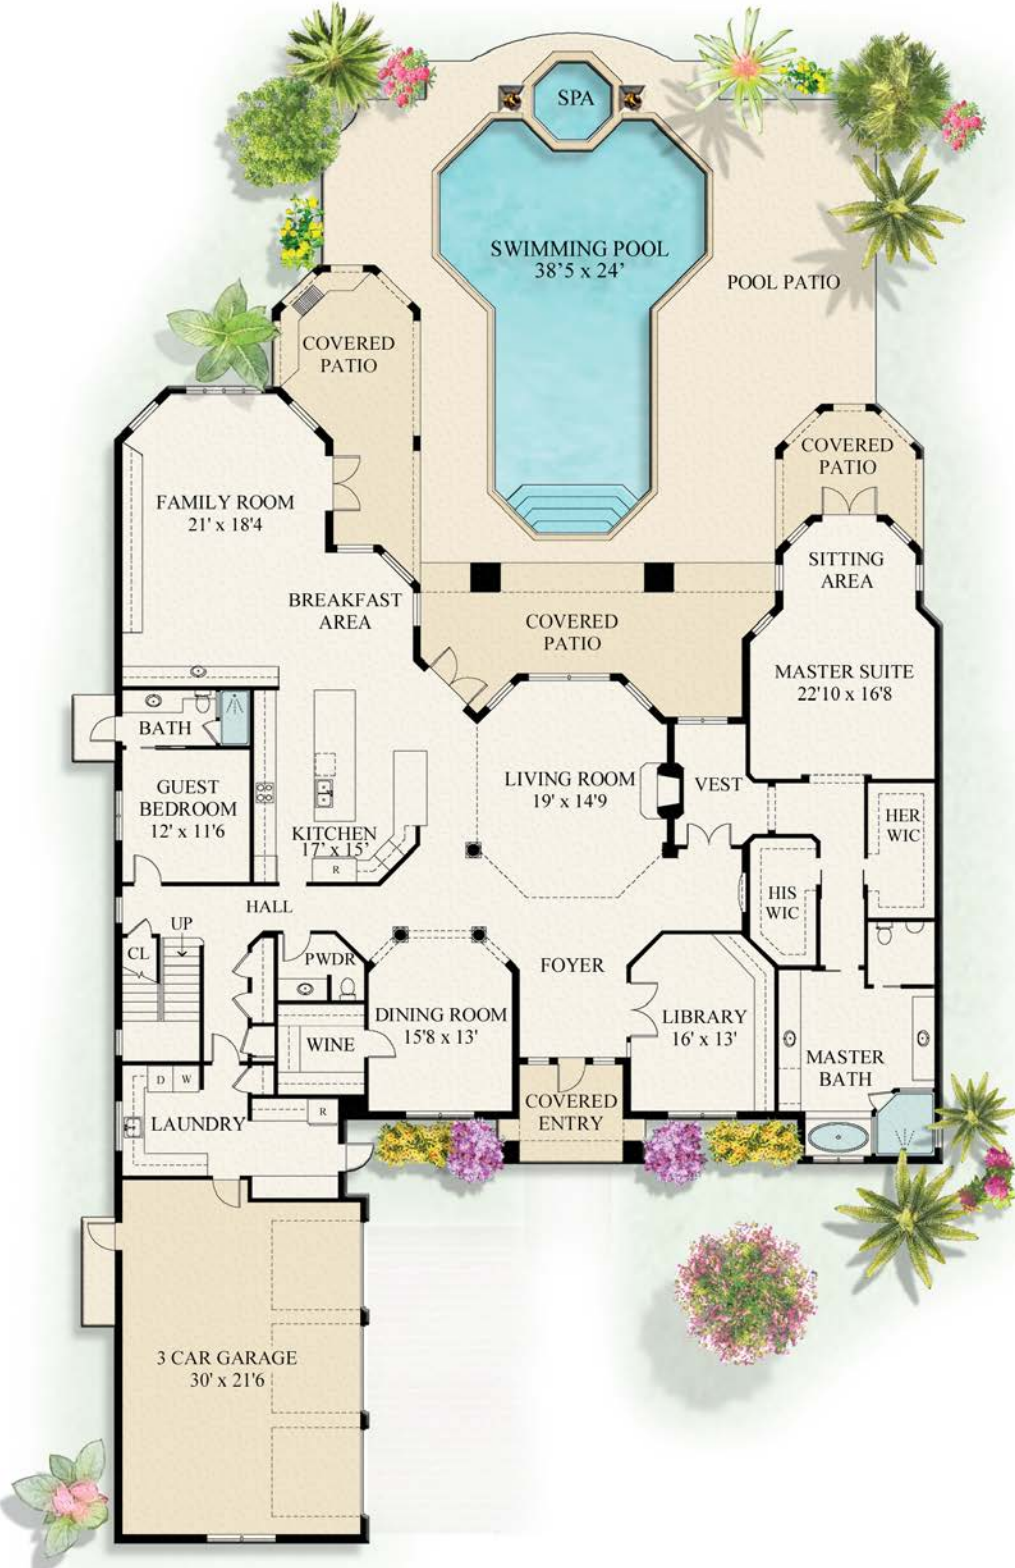 SPA
SWIMMING POOL
38'5 x 24'
POOL PATIO
COVERED
PATIO
COVERED
PATIO
FAMILY ROOM
21' x 18'4
SITTING
AREA
BREAKFAST
AREA
COVERED
PATIO
MASTER SUITE
22'10 x 16'8
BATH
GUEST
BEDROOM
12' x 11'6
LIVING ROOM
19' x 14'9
VEST
HER
WIC
KITCHEN
17' x 15'
R
HIS
WIC
HALL
UP
CL
PWDR
FOYER
DINING ROOM
15'8 x 13'
LIBRARY
16' x 13'
WINE
MASTER
BATH
D W
COVERED
ENTRY
R
LAUNDRY
3 CAR GARAGE
30' x 21'6